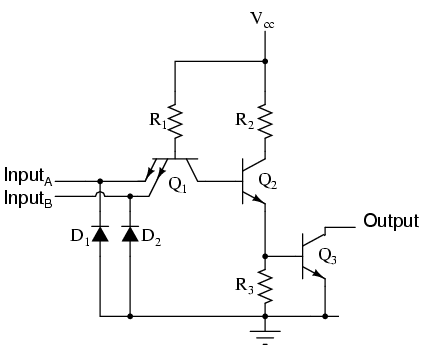 Vcc
R1
R2
InputA
InputB
Q1
Q2
Output
D1
D2
Q3
R3